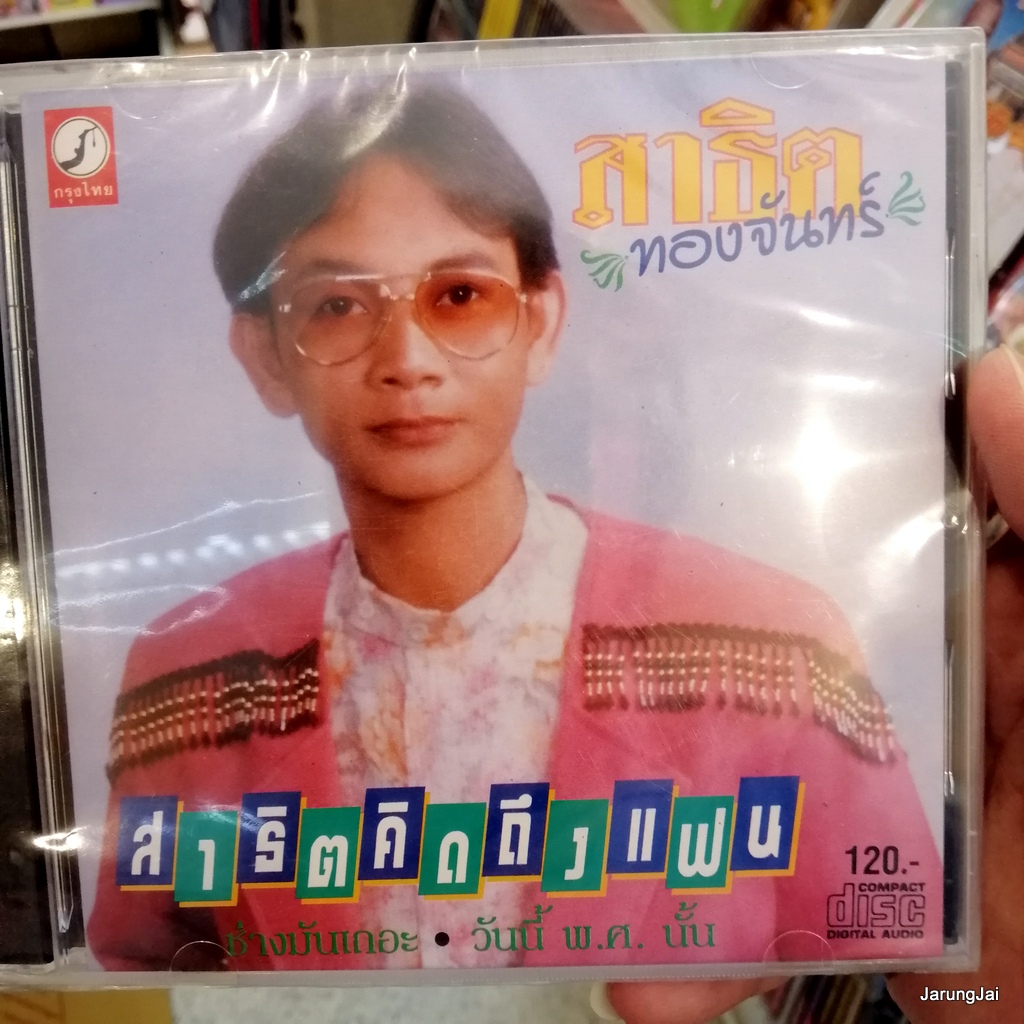 กรุงไทย
สาธิต
ทองจันทร์
สาธิตคิดถึงแฟน
ช่างมันเถอะ • วันนี้ พ.ศ. นั้น
120.-
COMPACT
disc
DIGITAL AUDIO
JarungJai